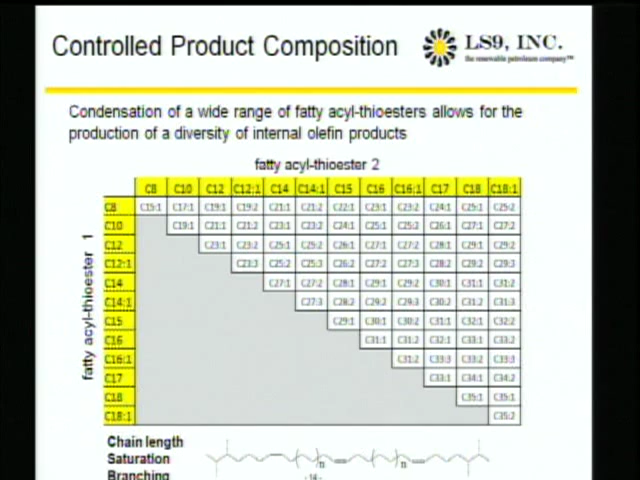 Controlled Product Composition
LS9, INC.
the renewable petroleum company™
Condensation of a wide range of fatty acyl-thioesters allows for the
production of a diversity of internal olefin products
fatty acyl-thioester 2
C8 C10 C12 C12:1 C14 C14:1 C15 C16 C16:1 C17 C18 C18:1
fatty acyl-thioester 1
C8 C15:1 C17:1 C19:1 C19:2 C21:1 C21:2 C22:1 C23:1 C23:2 C24:1 C25:1 C25:2
C10 C19:1 C21:1 C21:2 C23:1 C23:2 C24:1 C25:1 C25:2 C26:1 C27:1 C27:2
C12 C23:1 C23:2 C25:1 C25:2 C26:1 C27:1 C27:2 C28:1 C29:1 C29:2
C12:1 C23:3 C25:2 C25:3 C26:2 C27:2 C27:3 C28:2 C29:2 C29:3
C14 C27:1 C27:2 C28:1 C29:1 C29:2 C30:1 C31:1 C31:2
C14:1 C27:3 C28:2 C29:2 C29:3 C30:2 C31:2 C31:3
C15 C29:1 C30:1 C30:2 C31:1 C32:1 C32:2
C16 C31:1 C31:2 C32:1 C33:1 C33:2
C16:1 C31:2 C33:2 C33:3
C17 C33:1 C34:1 C34:2
C18 C35:1 C35:1
C18:1 C35:2
Chain length
Saturation
Branching
n n
-14-